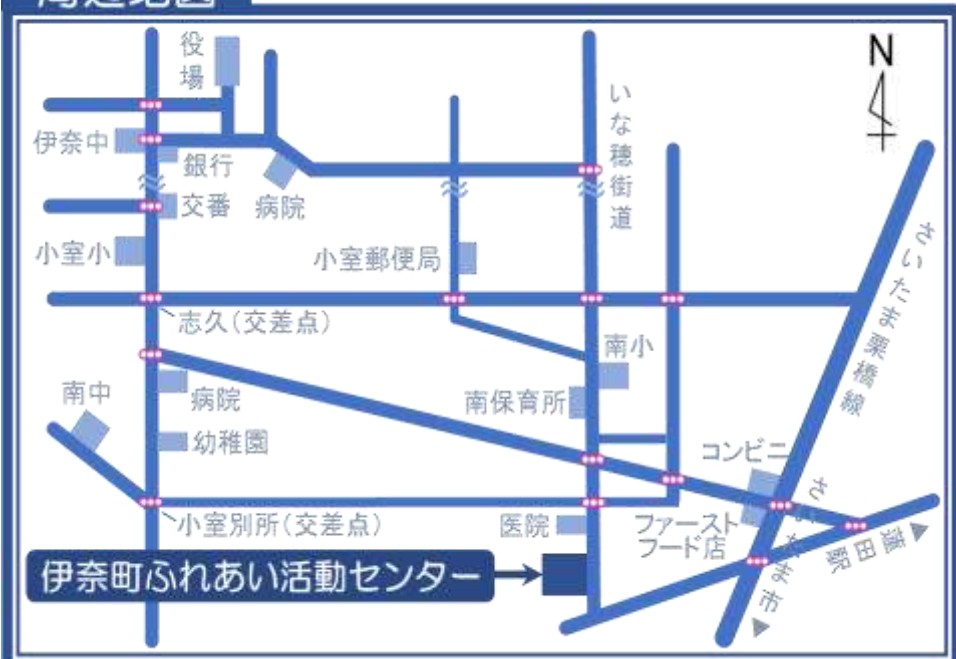 周辺地図
N
役場
いな穂街道
伊奈中
銀行
病院
交番
小室小
小室郵便局
さいたま栗橋線
志久（交差点）
南小
南中
病院
南保育所
幼稚園
コンビニ
小室別所（交差点）
医院
ファースト
フード店
さいたま市
蓮田駅
伊奈町ふれあい活動センター